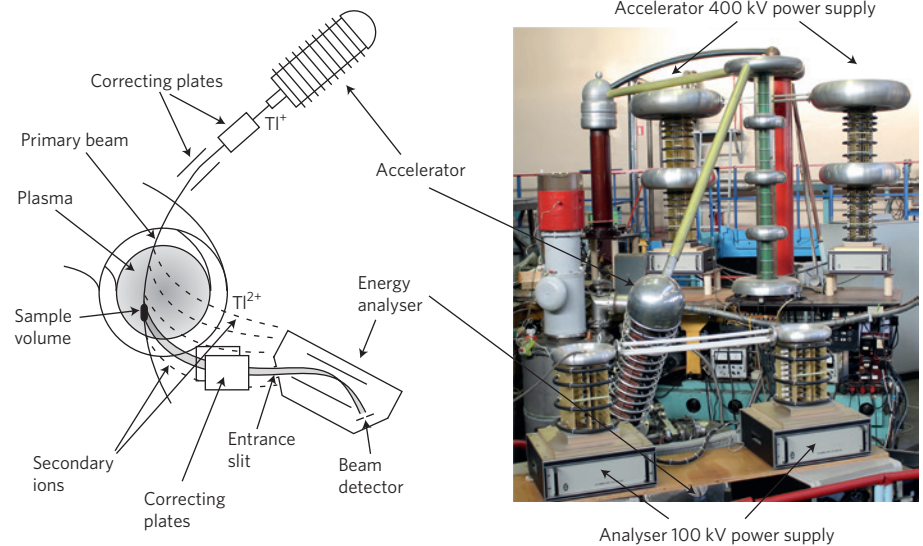 Accelerator 400 kV power supply
Correcting plates
Tl+
Primary beam
Accelerator
Plasma
Tl2+
Energy
analyser
Sample
volume
Entrance
slit
Secondary
ions
Beam
detector
Correcting
plates
Analyser 100 kV power supply